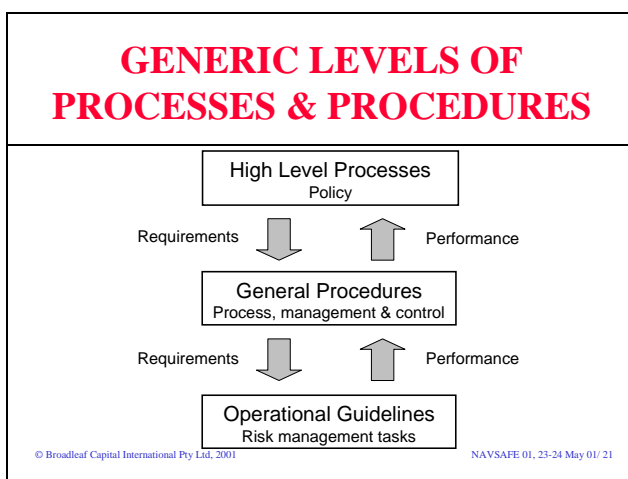 GENERIC LEVELS OF
PROCESSES & PROCEDURES
High Level Processes
Policy
Requirements
Performance
General Procedures
Process, management & control
Requirements
Performance
Operational Guidelines
Risk management tasks
© Broadleaf Capital International Pty Ltd, 2001
NAVSAFE 01, 23-24 May 01/ 21